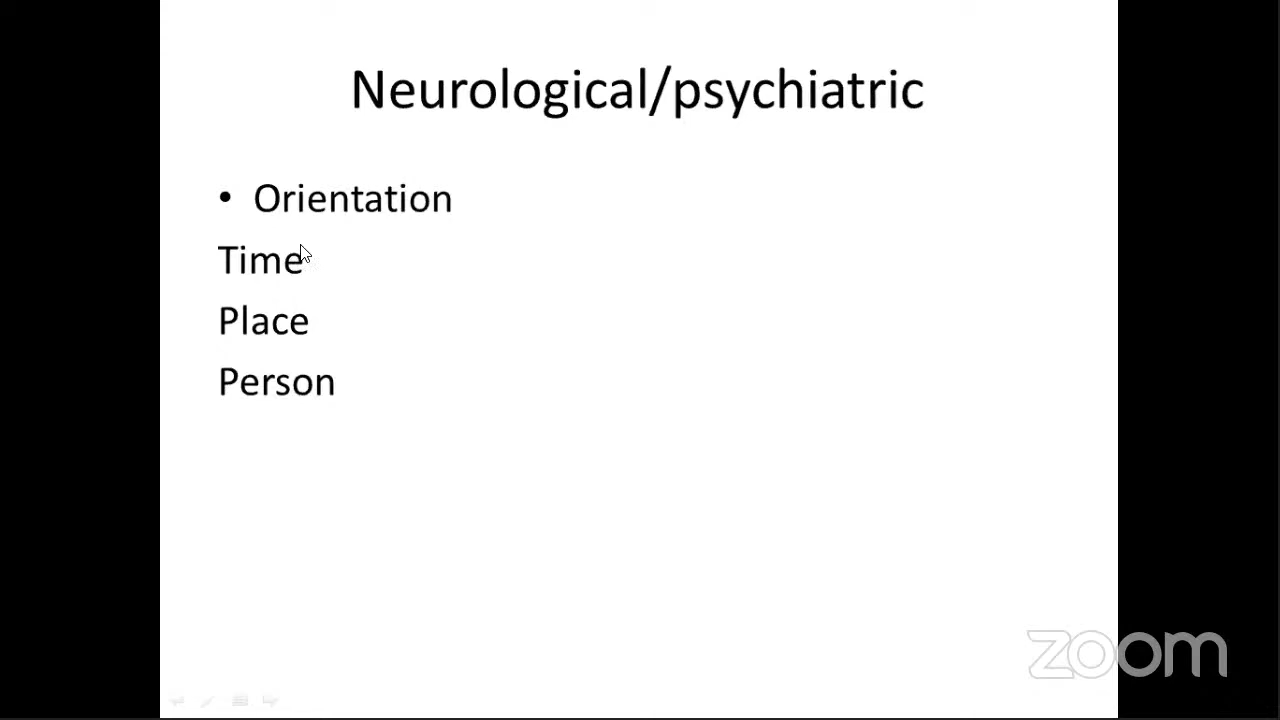 Neurological/psychiatric
• Orientation
Time
Place
Person
zoom